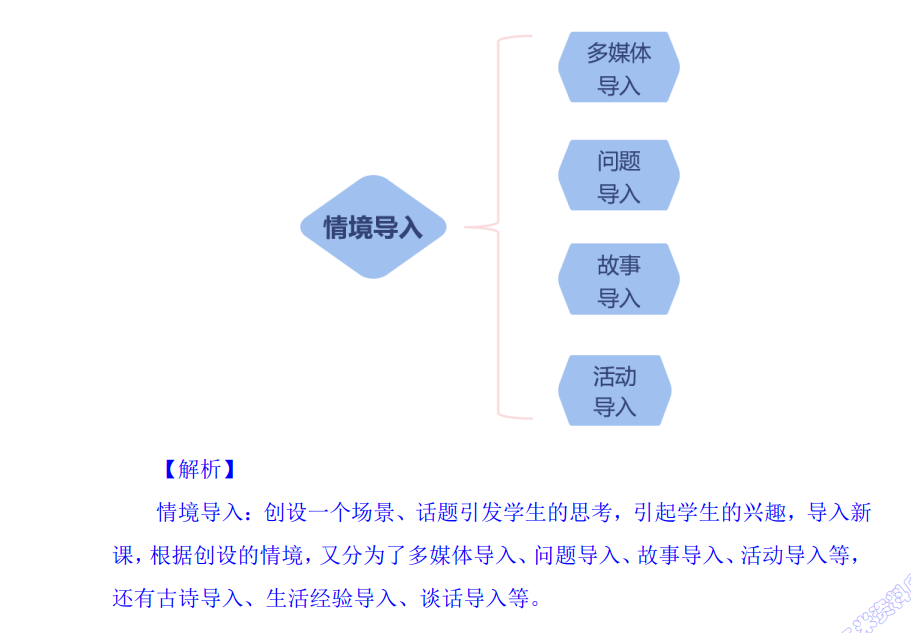 多媒体
导入
问题
导入
情境导入
故事
导入
活动
导入
【解析】
情境导入：创设一个场景、话题引发学生的思考，引起学生的兴趣，导入新
课，根据创设的情境，又分为了多媒体导入、问题导入、故事导入、活动导入等，
还有古诗导入、生活经验导入、谈话导入等。